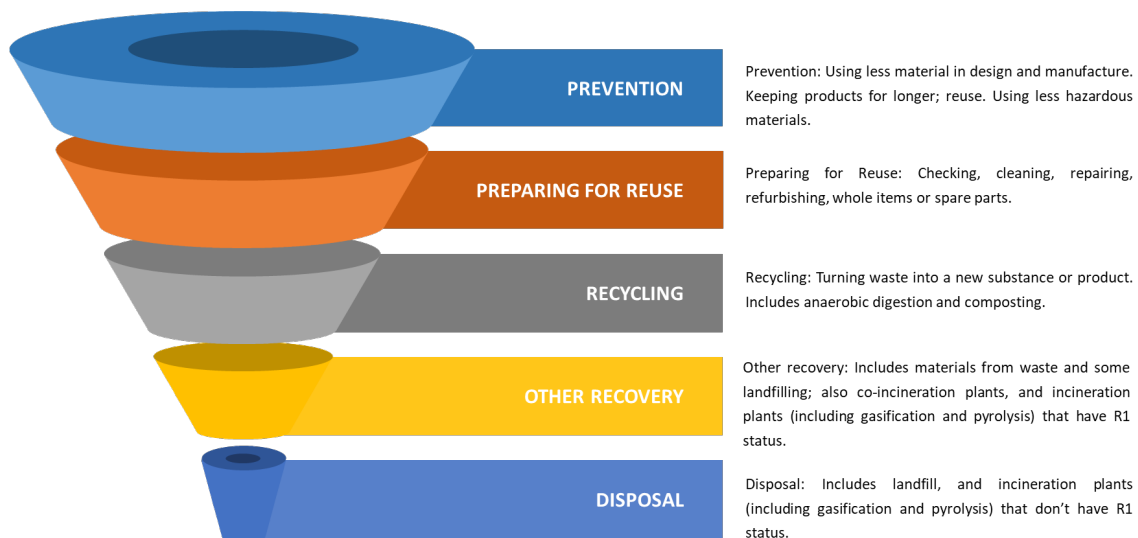 PREVENTION
Prevention: Using less material in design and manufacture.
Keeping products for longer; reuse. Using less hazardous
materials.
PREPARING FOR REUSE
Preparing for Reuse: Checking, cleaning, repairing,
refurbishing, whole items or spare parts.
RECYCLING
Recycling: Turning waste into a new substance or product.
Includes anaerobic digestion and composting.
OTHER RECOVERY
Other recovery: Includes materials from waste and some
landfilling; also co-incineration plants, and incineration
plants (including gasification and pyrolysis) that have R1
status.
DISPOSAL
Disposal: Includes landfill, and incineration plants
(including gasification and pyrolysis) that don’t have R1
status.